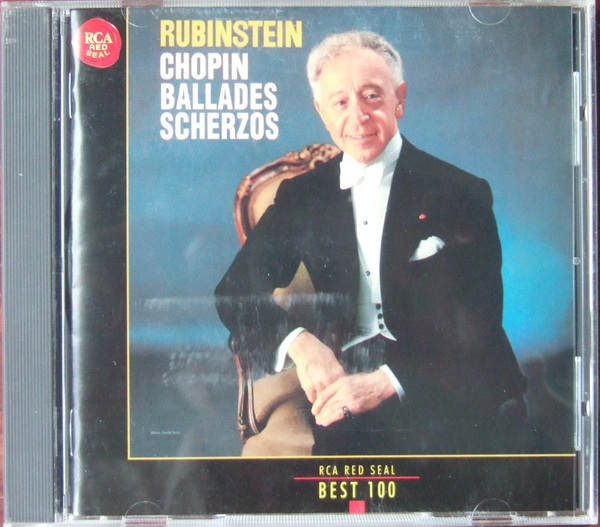 RCA
RED
SEAL
RUBINSTEIN
CHOPIN
BALLADES
SCHERZOS
RCA RED SEAL
BEST 100